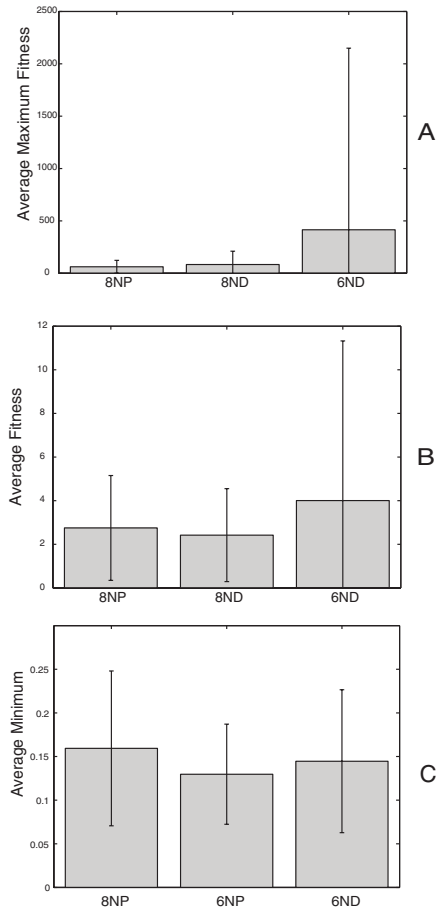 Average Maximum Fitness
2500
2000
1500
1000
500
0
8NP 8ND 6ND
A
Average Fitness
12
10
8
6
4
2
0
8NP 8ND 6ND
B
Average Minimum
0.25
0.2
0.15
0.1
0.05
0
8NP 6NP 6ND
C